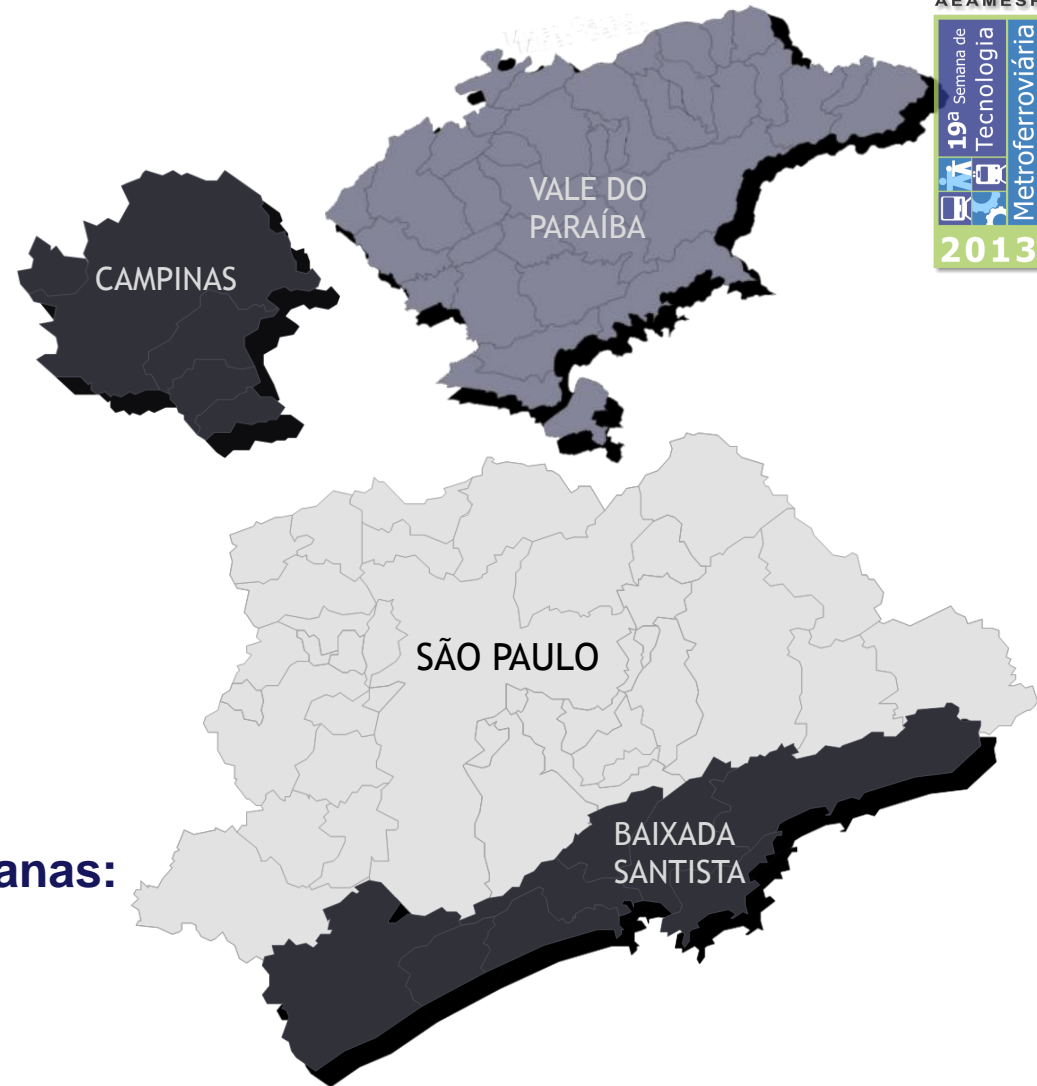 AEAMESP
19ª Semana de
Tecnologia
Metroferroviária
2013
VALE DO
PARAÍBA
CAMPINAS
SÃO PAULO
BAIXADA
SANTISTA
anas: